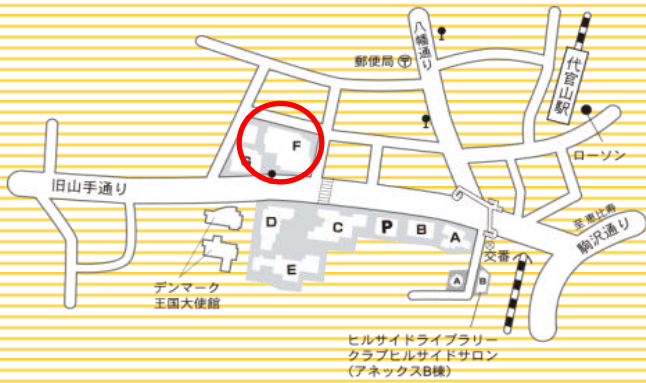 八幡通り
郵便局
〒
代官山駅
ローソン
F
G
旧山手通り
至恵比寿
駒沢通り
D
C
P
B
A
E
交番
A
B
デンマーク
王国大使館
ヒルサイドライブラリー
クラブヒルサイドサロン
(アネックスB棟)